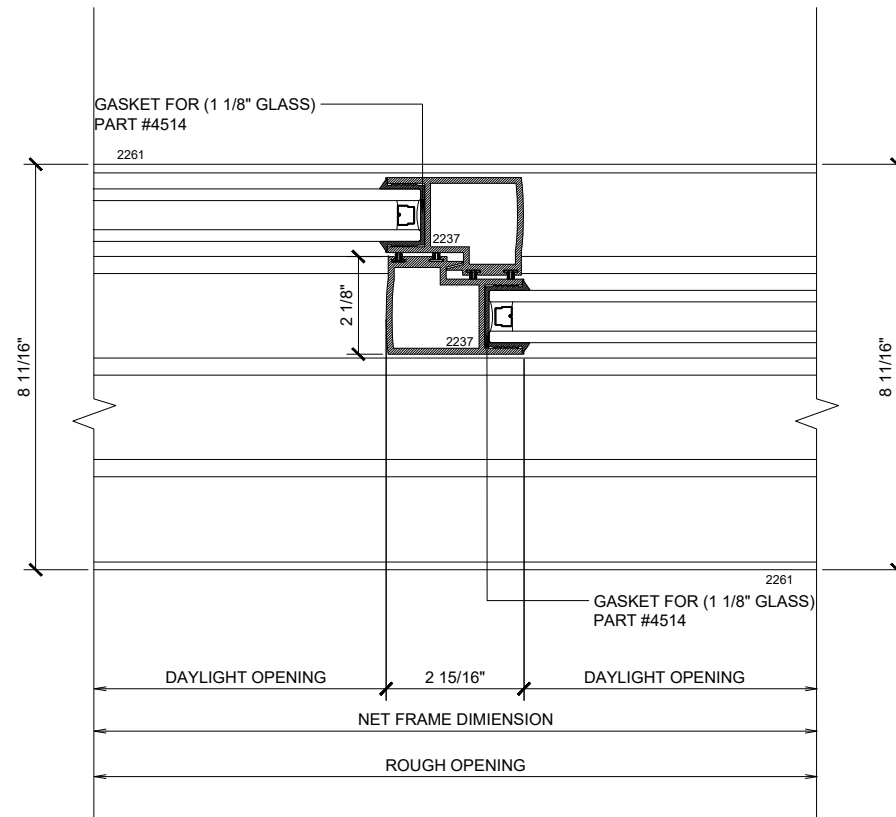 GASKET FOR (1 1/8" GLASS)
PART #4514
2261
2237
2 1/8"
8 11/16"
8 11/16"
2237
2261
GASKET FOR (1 1/8" GLASS)
PART #4514
DAYLIGHT OPENING
2 15/16"
DAYLIGHT OPENING
NET FRAME DIMIENSION
ROUGH OPENING